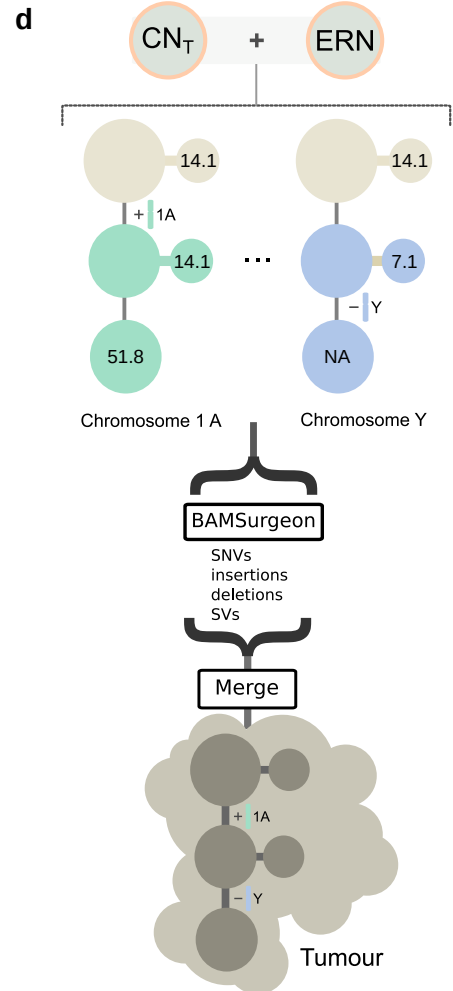 d
CN_T + ERN
14.1 14.1
+ 1A
14.1 ... 7.1
− Y
51.8 NA
Chromosome 1 A Chromosome Y
BAMSurgeon
SNVs
insertions
deletions
SVs
Merge
+ 1A
− Y
Tumour